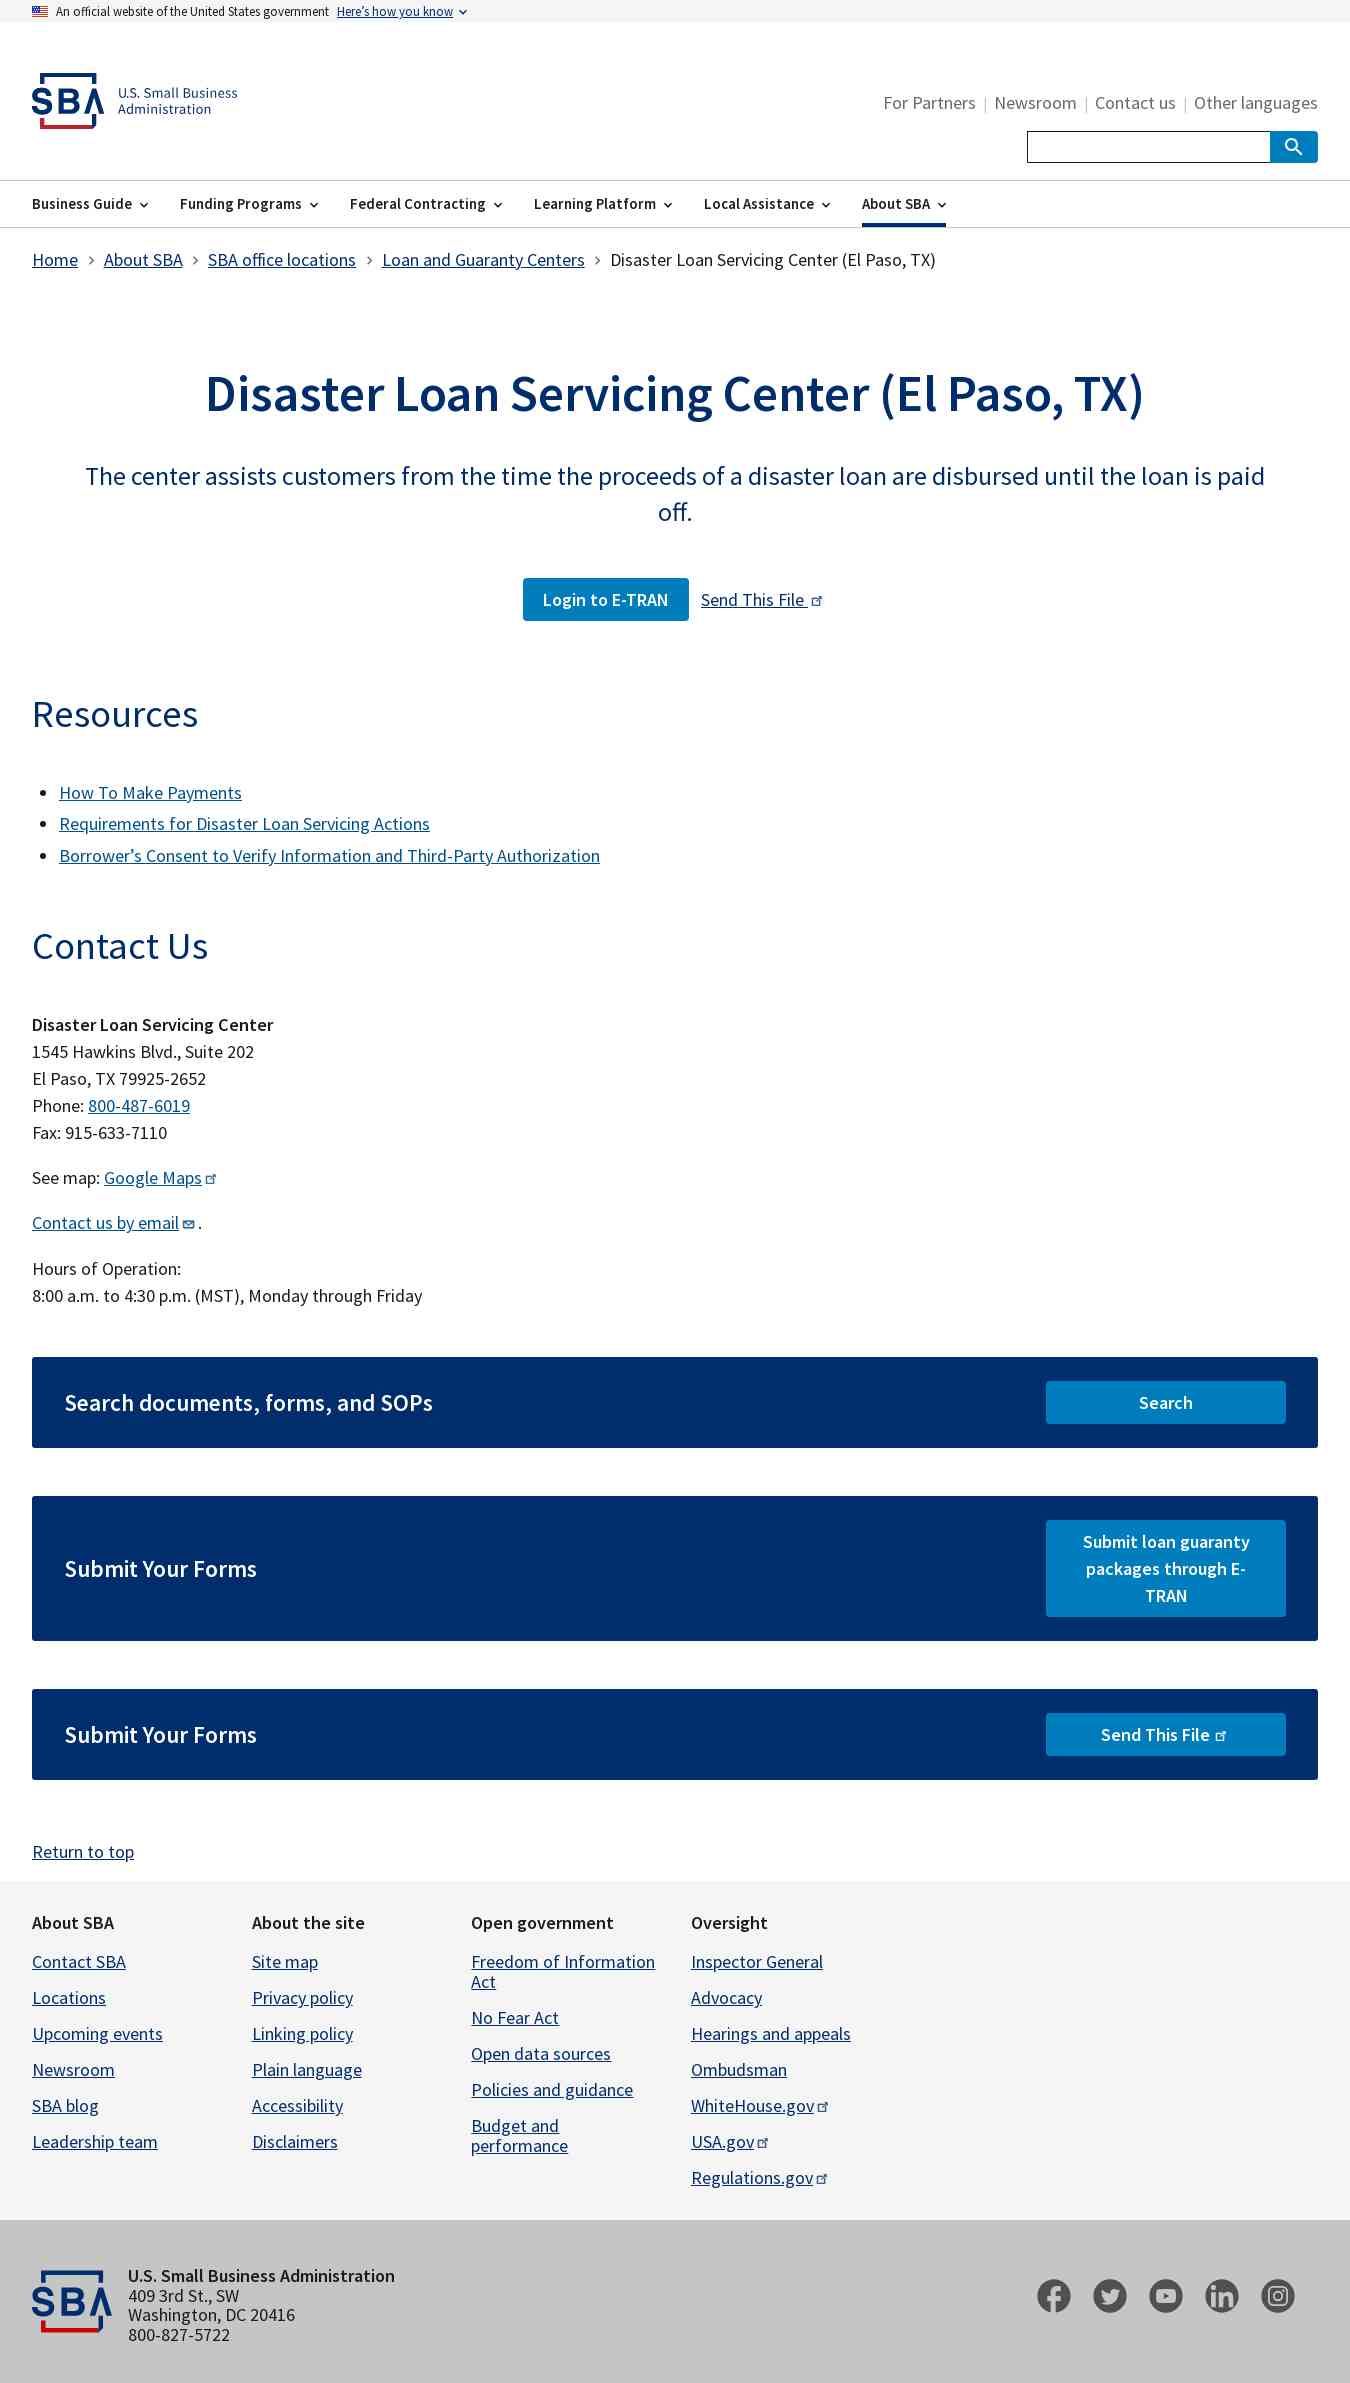 An official website of the United States government Here's how you know
SBA
U.S. Small Business
Administration
For Partners | Newsroom | Contact us | Other languages
Business Guide Funding Programs Federal Contracting Learning Platform Local Assistance About SBA
Home About SBA SBA office locations Loan and Guaranty Centers Disaster Loan Servicing Center (El Paso, TX)
Disaster Loan Servicing Center (El Paso, TX)
The center assists customers from the time the proceeds of a disaster loan are disbursed until the loan is paid
off.
Login to E-TRAN Send This File
Resources
• How To Make Payments
• Requirements for Disaster Loan Servicing Actions
• Borrower’s Consent to Verify Information and Third-Party Authorization
Contact Us
Disaster Loan Servicing Center
1545 Hawkins Blvd., Suite 202
El Paso, TX 79925-2652
Phone: 800-487-6019
Fax: 915-633-7110
See map: Google Maps
Contact us by email .
Hours of Operation:
8:00 a.m. to 4:30 p.m. (MST), Monday through Friday
Search documents, forms, and SOPs
Search
Submit Your Forms
Submit loan guaranty
packages through E-
TRAN
Submit Your Forms
Send This File
Return to top
About SBA
Contact SBA
Locations
Upcoming events
Newsroom
SBA blog
Leadership team
About the site
Site map
Privacy policy
Linking policy
Plain language
Accessibility
Disclaimers
Open government
Freedom of Information
Act
No Fear Act
Open data sources
Policies and guidance
Budget and
performance
Oversight
Inspector General
Advocacy
Hearings and appeals
Ombudsman
WhiteHouse.gov
USA.gov
Regulations.gov
SBA
U.S. Small Business Administration
409 3rd St., SW
Washington, DC 20416
800-827-5722